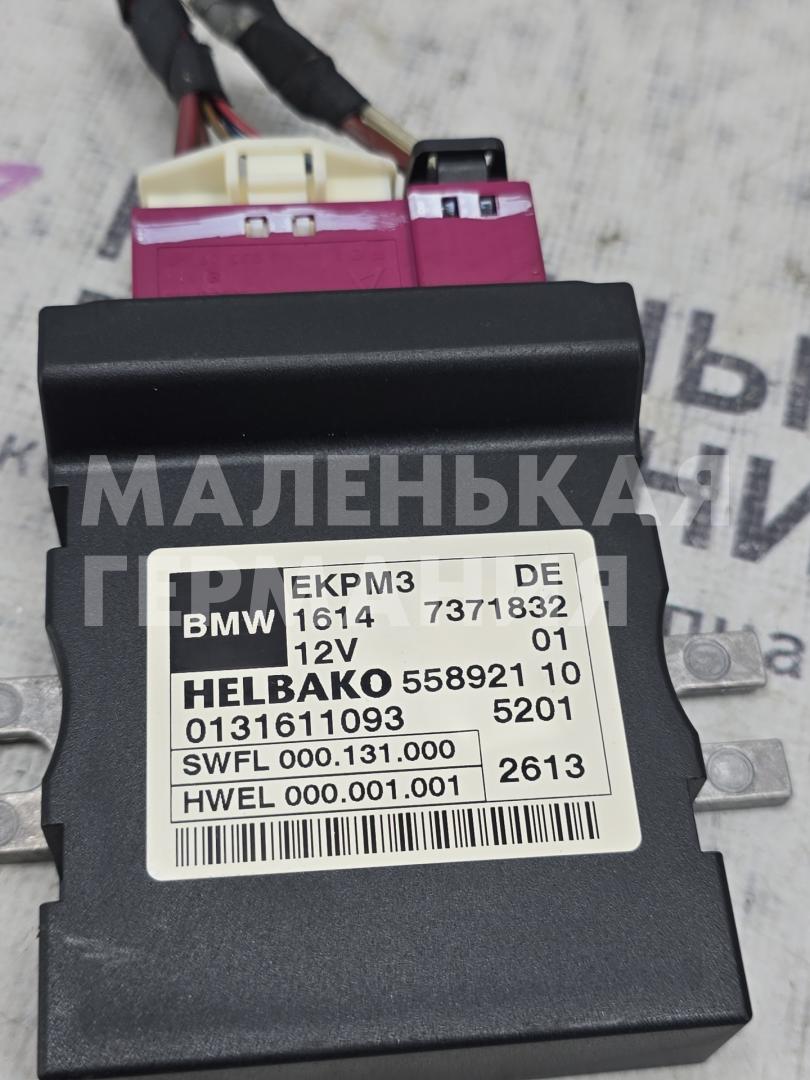 МАЛЕНЬКАЯ
ГЕРМАНИЯ
BMW
EKPM3 DE
1614 7371832
12V 01
HELBAKO 558921 10
0131611093 5201
SWFL 000.131.000
HWEL 000.001.001
2613